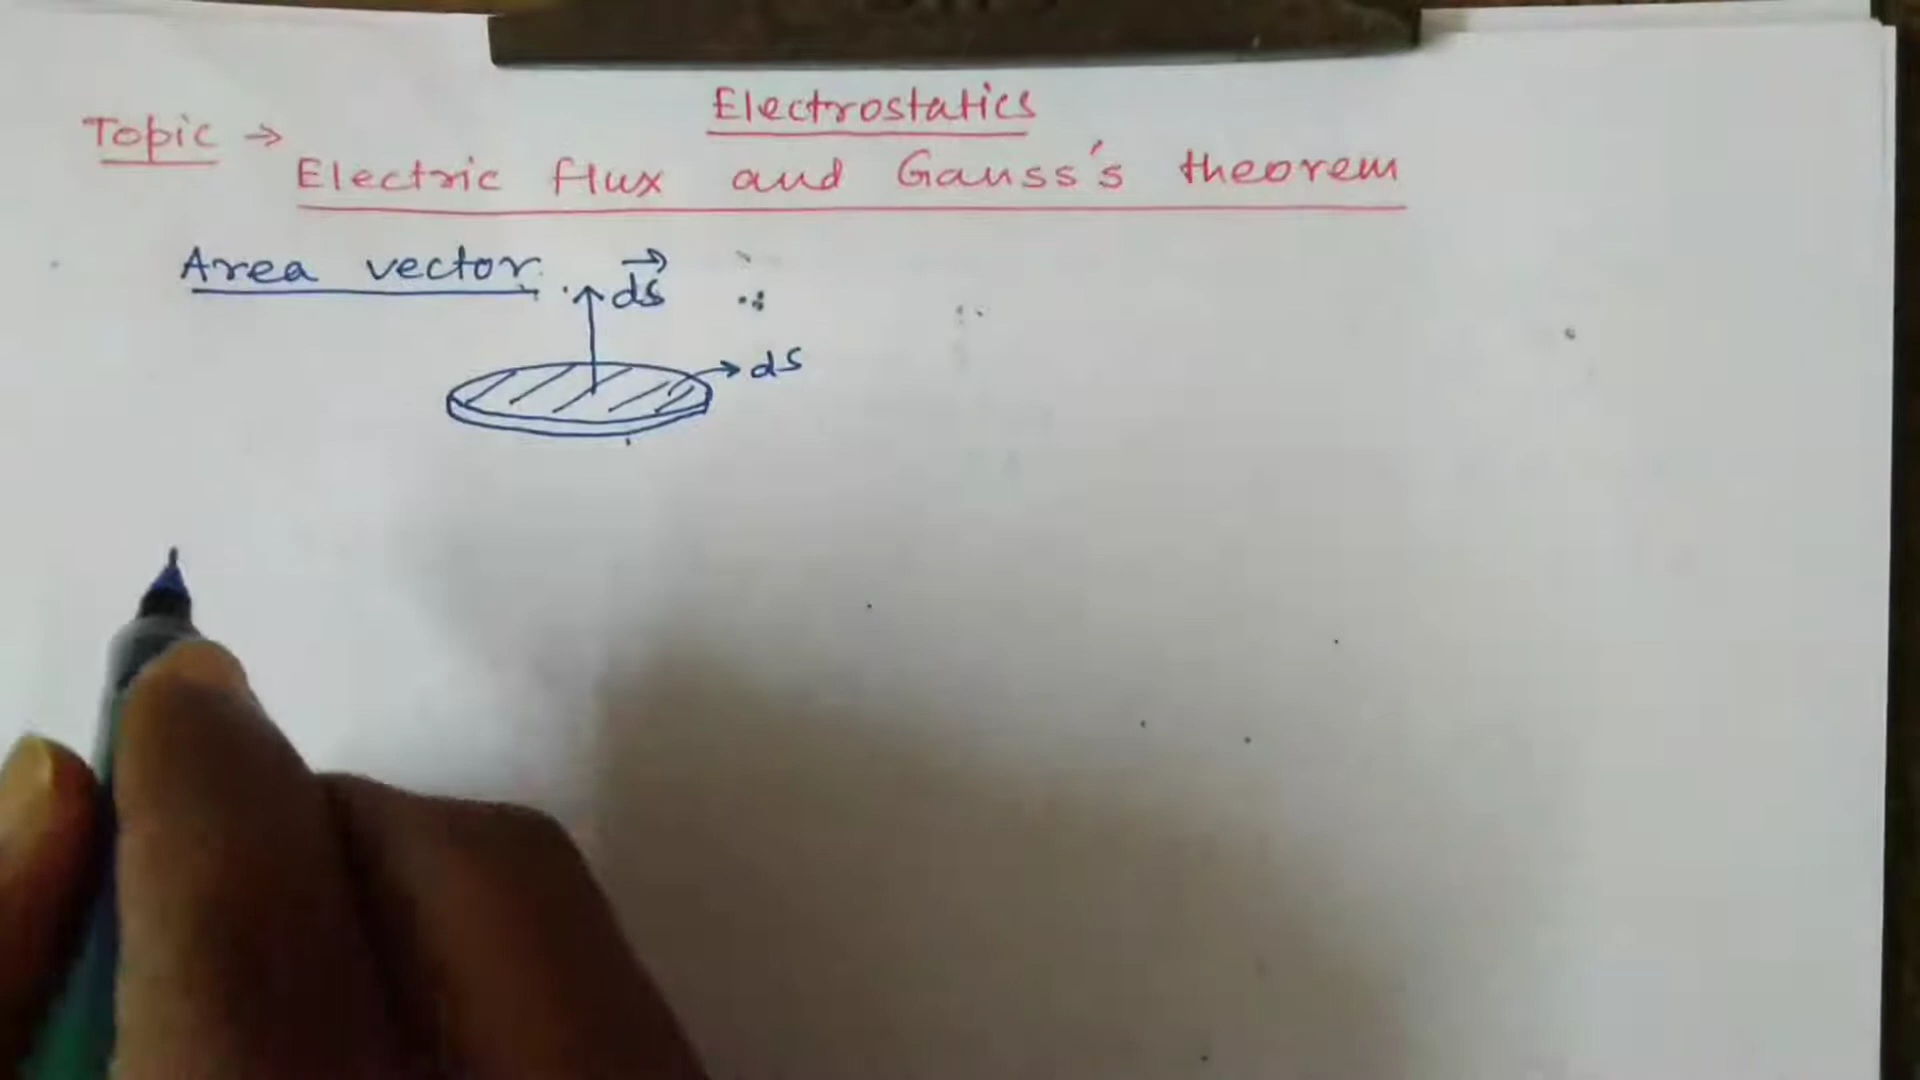 Electrostatics
Topic →
Electric flux and Gauss's theorem
Area vector
→ds
→ds